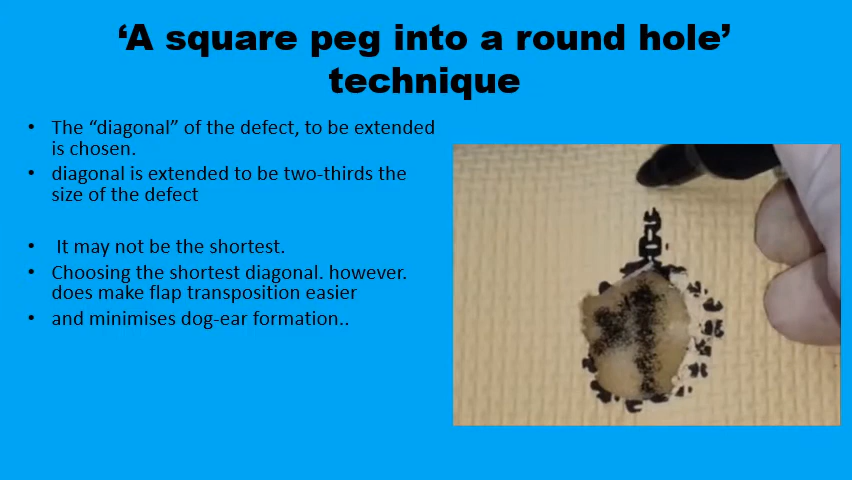 ‘A square peg into a round hole’
technique
• The “diagonal” of the defect, to be extended
is chosen.
• diagonal is extended to be two-thirds the
size of the defect
• It may not be the shortest.
• Choosing the shortest diagonal. however.
does make flap transposition easier
• and minimises dog-ear formation..